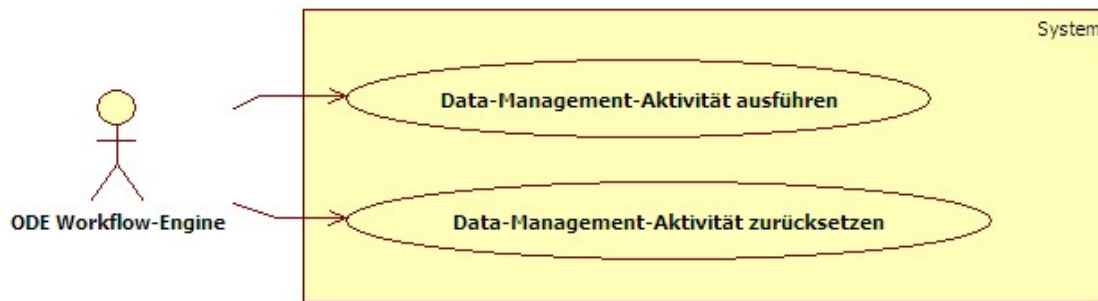 System
Data-Management-Aktivität ausführen
ODE Workflow-Engine
Data-Management-Aktivität zurücksetzen